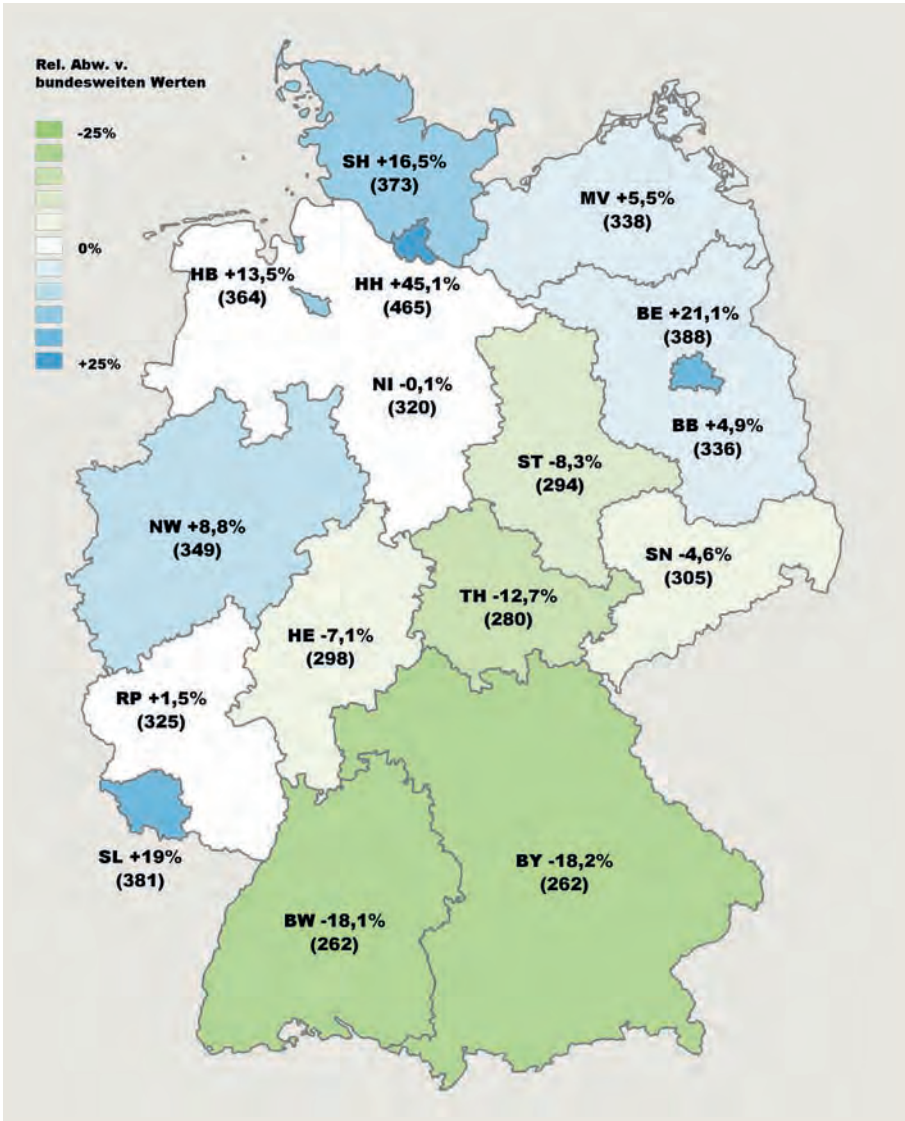 Rel. Abw. v.
bundesweiten Werten
-25%
0%
+25%
SH +16,5%
(373)
MV +5,5%
(338)
HB +13,5%
(364)
HH +45,1%
(465)
BE +21,1%
(388)
NI -0,1%
(320)
BB +4,9%
(336)
ST -8,3%
(294)
NW +8,8%
(349)
SN -4,6%
(305)
TH -12,7%
(280)
HE -7,1%
(298)
RP +1,5%
(325)
SL +19%
(381)
BY -18,2%
(262)
BW -18,1%
(262)